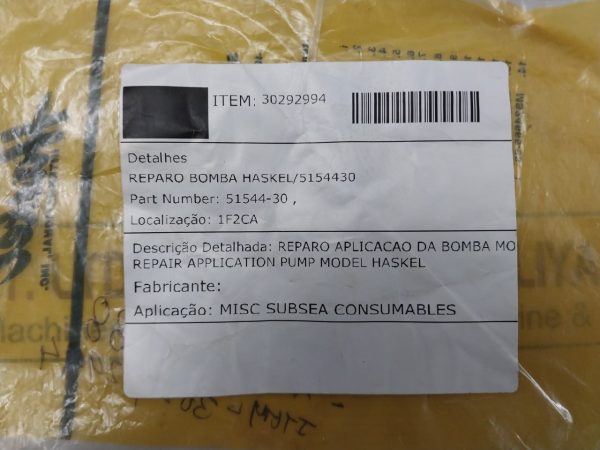 ITEM: 30292994
Detalhes
REPARO BOMBA HASKEL/5154430
Part Number: 51544-30 ,
Localização: 1F2CA
Descrição Detalhada: REPARO APLICACAO DA BOMBA MO
REPAIR APPLICATION PUMP MODEL HASKEL
Fabricante:
Aplicação: MISC SUBSEA CONSUMABLES